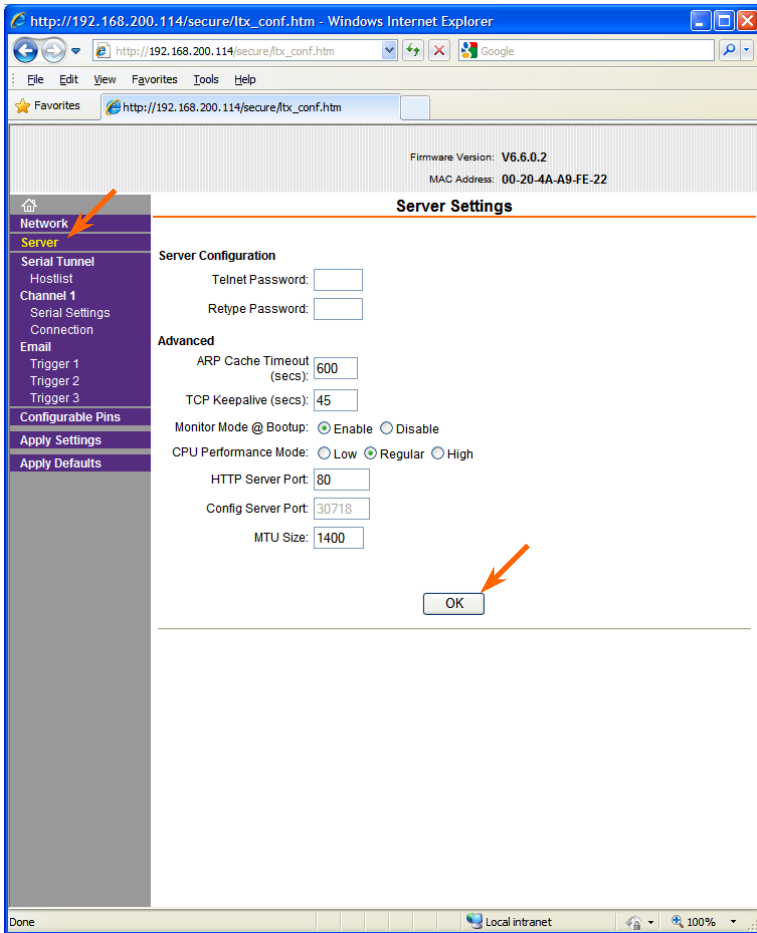 http://192.168.200.114/secure/ltx_conf.htm - Windows Internet Explorer
http://192.168.200.114/secure/ltx_conf.htm
Google
File Edit View Favorites Tools Help
Favorites
http://192.168.200.114/secure/ltx_conf.htm
Firmware Version: V6.6.0.2
MAC Address: 00-20-4A-A9-FE-22
Network
Server
Serial Tunnel
Hostlist
Channel 1
Serial Settings
Connection
Email
Trigger 1
Trigger 2
Trigger 3
Configurable Pins
Apply Settings
Apply Defaults
Server Settings
Server Configuration
Telnet Password:
Retype Password:
Advanced
ARP Cache Timeout
(secs): 600
TCP Keepalive (secs): 45
Monitor Mode @ Bootup: Enable Disable
CPU Performance Mode: Low Regular High
HTTP Server Port: 80
Config Server Port: 30718
MTU Size: 1400
OK
Done
Local intranet
100%